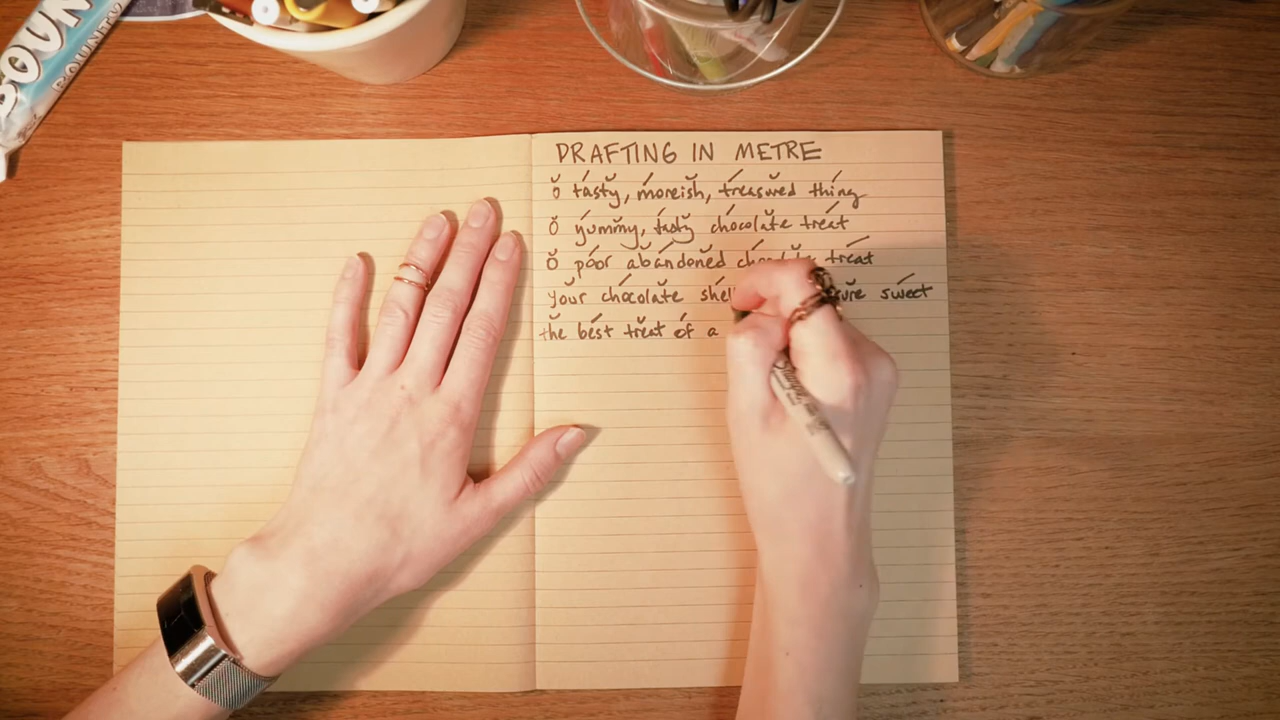 BOUN
BOUNTY
DRAFTING IN METRE
o tasty, moreish, treasured thing
o yummy, tasty chocolate treat
o poor abandoned treat
your chocolate sweet
the best treat of a